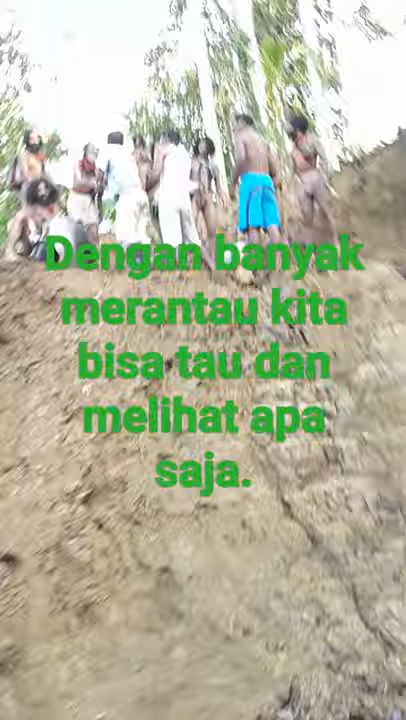 Dengan banyak
merantau kita
bisa tau dan
melihat apa
saja.